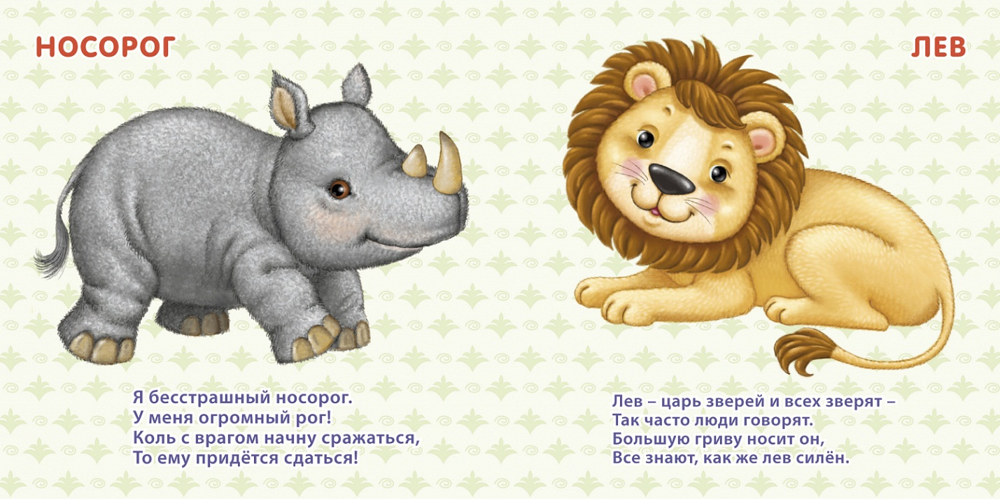 НОСОРОГ
Я бесстрашный носорог.
У меня огромный рог!
Коль с врагом начну сражаться,
То ему придётся сдаться!
ЛЕВ
Лев – царь зверей и всех зверят –
Так часто люди говорят.
Большую гриву носит он,
Все знают, как же лев силён.